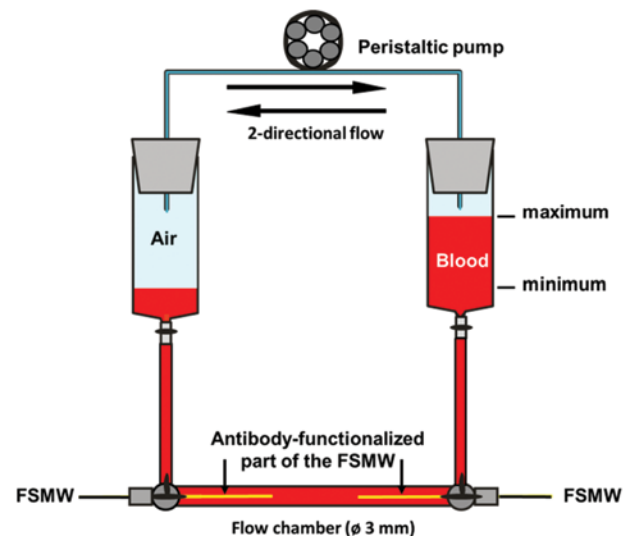 Peristaltic pump
2-directional flow
Air
Blood
maximum
minimum
Antibody-functionalized
part of the FSMW
FSMW
FSMW
Flow chamber (ø 3 mm)